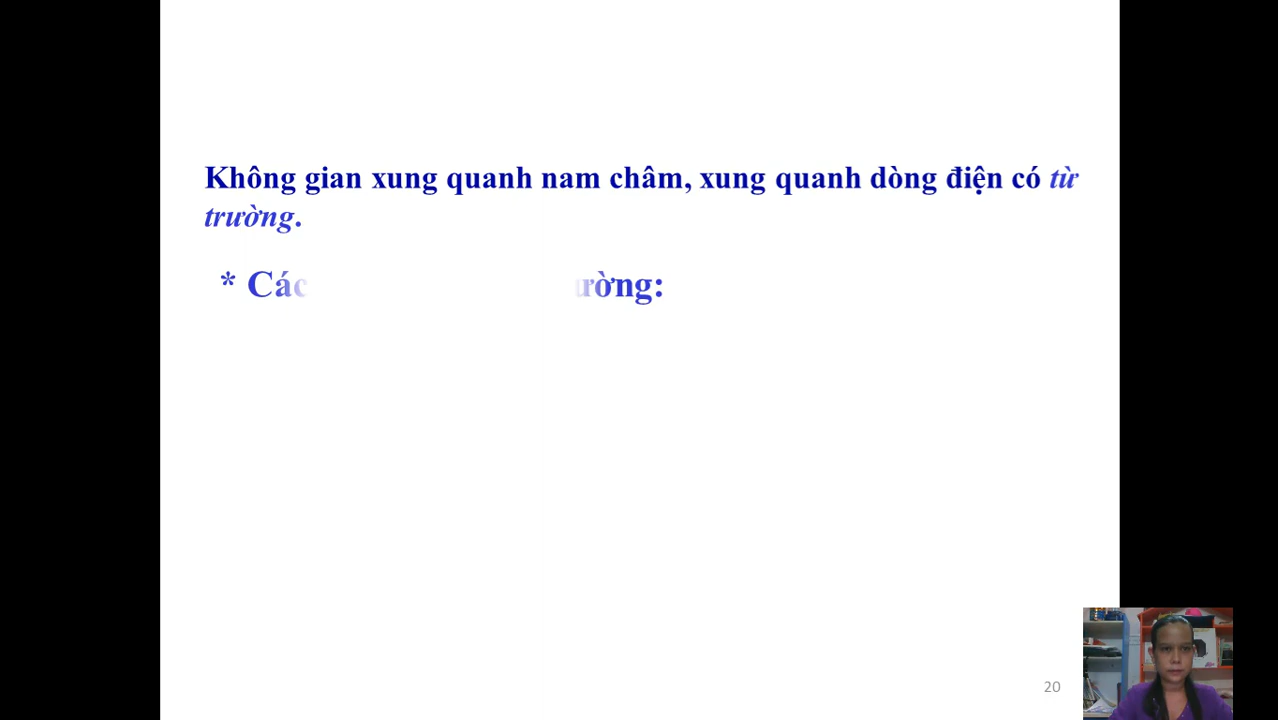 Không gian xung quanh nam châm, xung quanh dòng điện có từ
trường.
* Các ường:
20